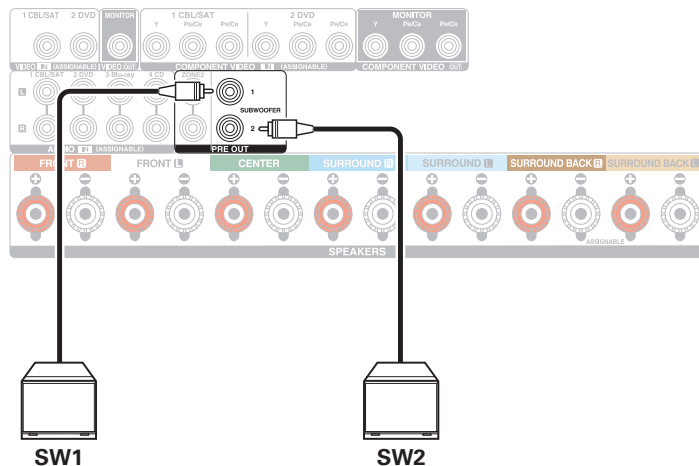 1 CBL/SAT 2 DVD MONITOR 1 CBL/SAT 2 DVD MONITOR
Y PB/CB PR/CR Y PB/CB PR/CR Y PB/CB PR/CR
VIDEO IN (ASSIGNABLE) VIDEO OUT COMPONENT VIDEO IN (ASSIGNABLE) COMPONENT VIDEO OUT
1 CBL/SAT 2 DVD 3 Blu-ray 4 CD ZONE2
L 1
SUBWOOFER
R 2
AUDIO IN (ASSIGNABLE) PRE OUT
FRONT R FRONT L CENTER SURROUND R SURROUND L SURROUND BACK R SURROUND BACK L
+ − + − + − + − + − + − + −
ASSIGNABLE
SPEAKERS
SW1 SW2